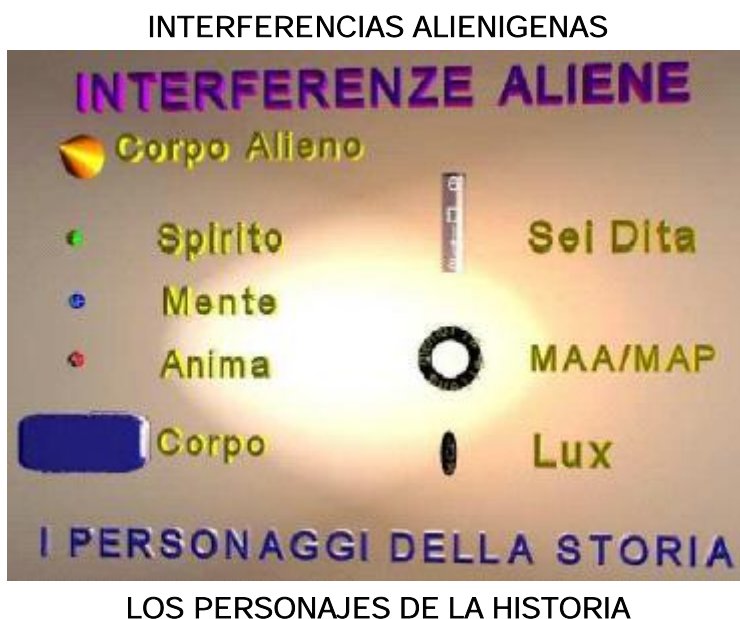 INTERFERENCIAS ALIENIGENAS
INTERFERENZE ALIENE
Corpo Alieno
Spirito
Sei Dita
Mente
Anima
MAA/MAP
Corpo
Lux
I PERSONAGGI DELLA STORIA
LOS PERSONAJES DE LA HISTORIA